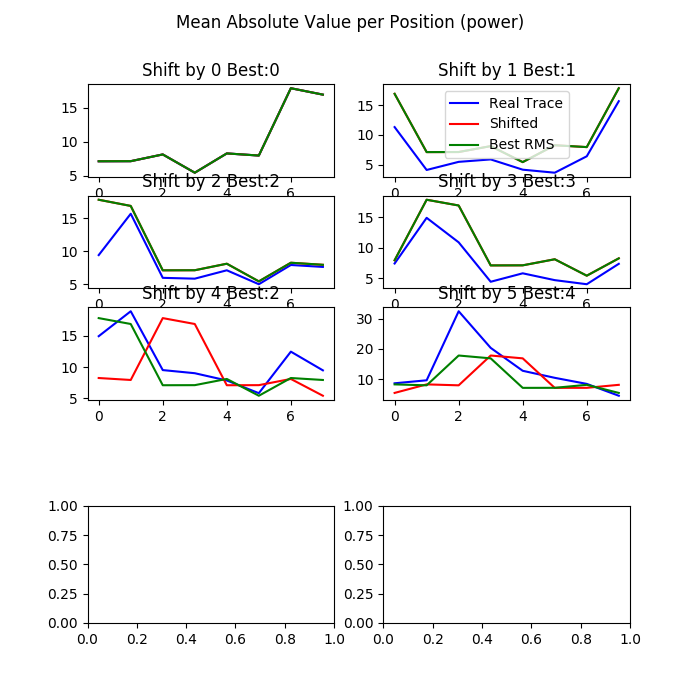 Mean Absolute Value per Position (power)
Shift by 0 Best:0
15
10
5
0 2 4 6
Shift by 1 Best:1
15
10
5
Real Trace
Shifted
Best RMS
0 2 4 6
Shift by 2 Best:2
15
10
5
0 2 4 6
Shift by 3 Best:3
15
10
5
0 2 4 6
Shift by 4 Best:2
15
10
5
0 2 4 6
Shift by 5 Best:4
30
20
10
0 2 4 6
1.00
0.75
0.50
0.25
0.00
0.0 0.2 0.4 0.6 0.8 1.0
1.00
0.75
0.50
0.25
0.00
0.0 0.2 0.4 0.6 0.8 1.0